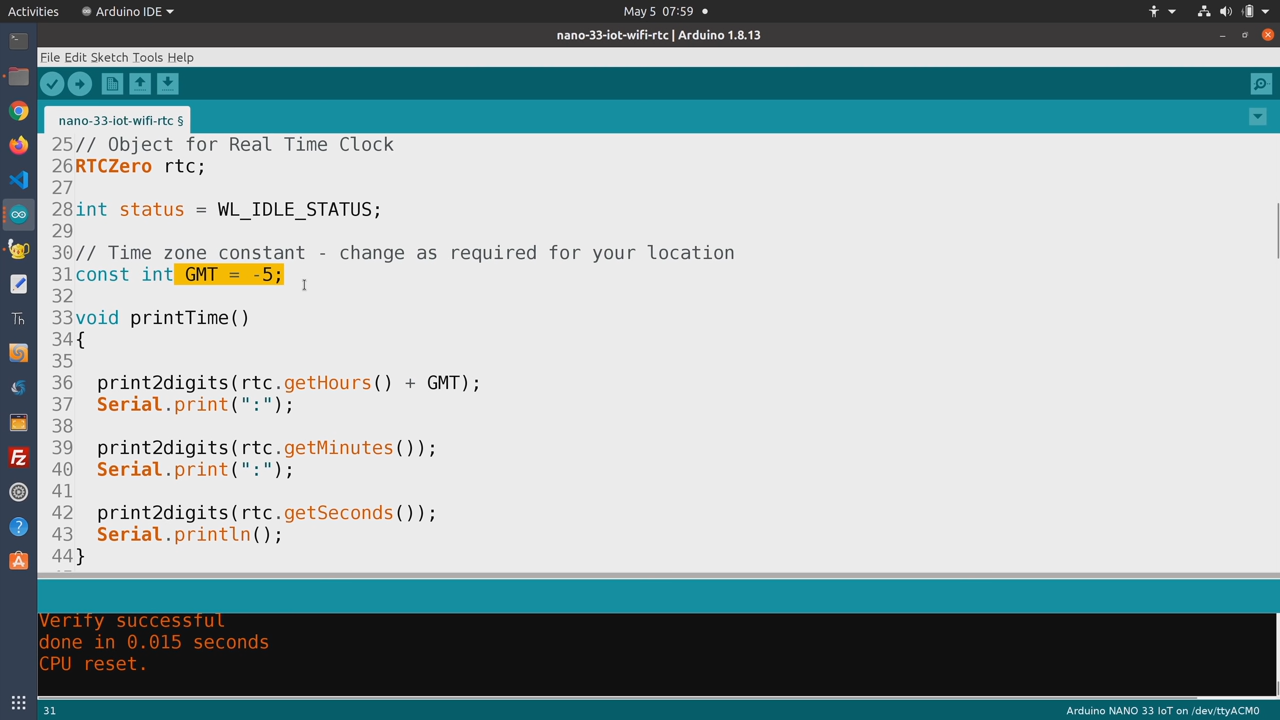 Activities Arduino IDE May 5 07:59
nano-33-iot-wifi-rtc | Arduino 1.8.13
File Edit Sketch Tools Help
nano-33-iot-wifi-rtc §
25 // Object for Real Time Clock
26 RTCZero rtc;
27
28 int status = WL_IDLE_STATUS;
29
30 // Time zone constant - change as required for your location
31 const int GMT = -5;
32
33 void printTime()
34 {
35
36 print2digits(rtc.getHours() + GMT);
37 Serial.print(":");
38
39 print2digits(rtc.getMinutes());
40 Serial.print(":");
41
42 print2digits(rtc.getSeconds());
43 Serial.println();
44 }
Th
Fz
Verify successful
done in 0.015 seconds
CPU reset.
31 Arduino NANO 33 IoT on /dev/ttyACM0